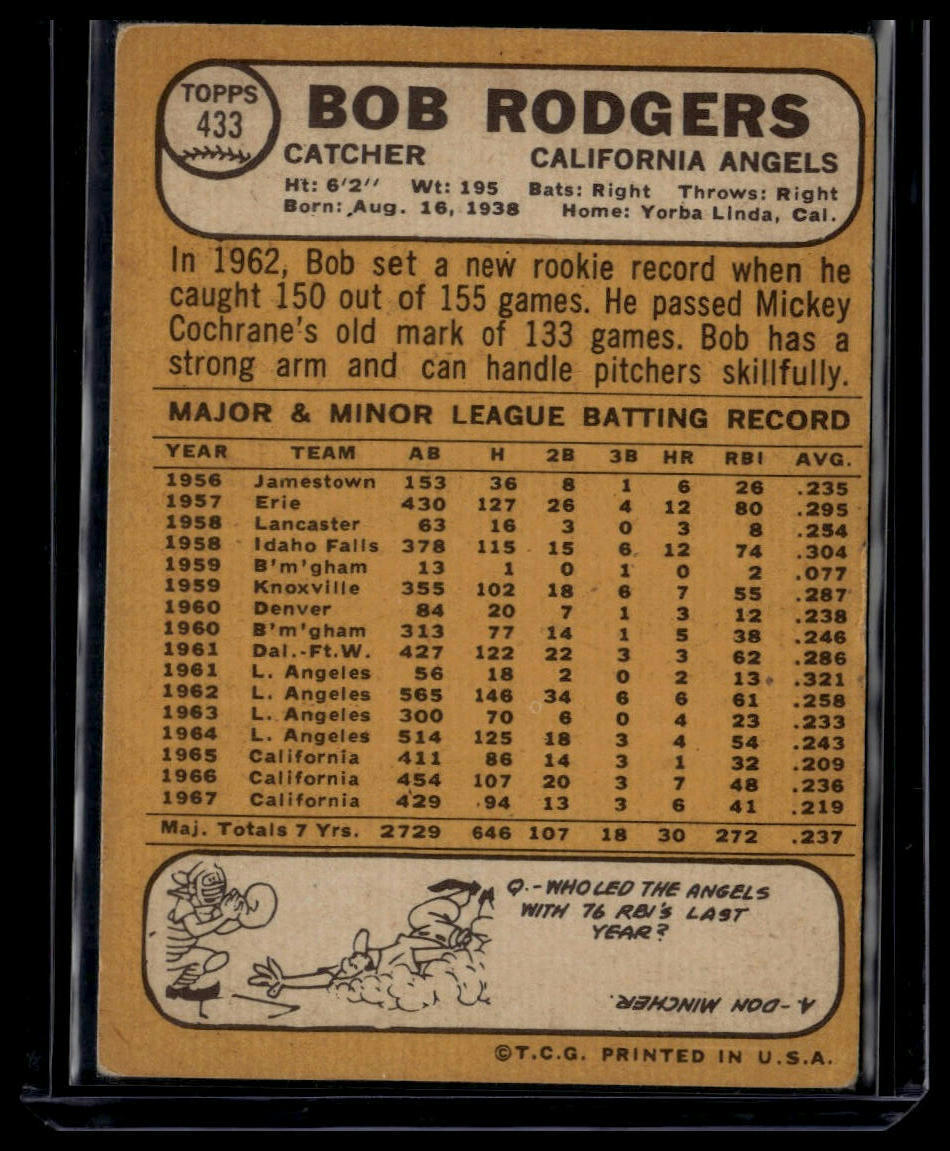 TOPPS
433
BOB RODGERS
CATCHER CALIFORNIA ANGELS
Ht: 6'2" Wt: 195 Bats: Right Throws: Right
Born: Aug. 16, 1938 Home: Yorba Linda, Cal.
In 1962, Bob set a new rookie record when he
caught 150 out of 155 games. He passed Mickey
Cochrane's old mark of 133 games. Bob has a
strong arm and can handle pitchers skillfully.
MAJOR & MINOR LEAGUE BATTING RECORD
YEAR TEAM AB H 2B 3B HR RBI AVG.
1956 Jamestown 153 36 8 1 6 26 .235
1957 Erie 430 127 26 4 12 80 .295
1958 Lancaster 63 16 3 0 3 8 .254
1958 Idaho Falls 378 115 15 6 12 74 .304
1959 B'm'gham 13 1 0 1 0 2 .077
1959 Knoxville 355 102 18 6 7 55 .287
1960 Denver 84 20 7 1 3 12 .238
1960 B'm'gham 313 77 14 1 5 38 .246
1961 Dal.-Ft.W. 427 122 22 3 3 62 .286
1961 L. Angeles 56 18 2 0 2 13 .321
1962 L. Angeles 565 146 34 6 6 61 .258
1963 L. Angeles 300 70 6 0 4 23 .233
1964 L. Angeles 514 125 18 3 4 54 .243
1965 California 411 86 14 3 1 32 .209
1966 California 454 107 20 3 7 48 .236
1967 California 429 94 13 3 6 41 .219
Maj. Totals 7 Yrs. 2729 646 107 18 30 272 .237
Q.-WHO LED THE ANGELS
WITH 76 RBI'S LAST
YEAR?
A.-DON MINCHER.
©T.C.G. PRINTED IN U.S.A.